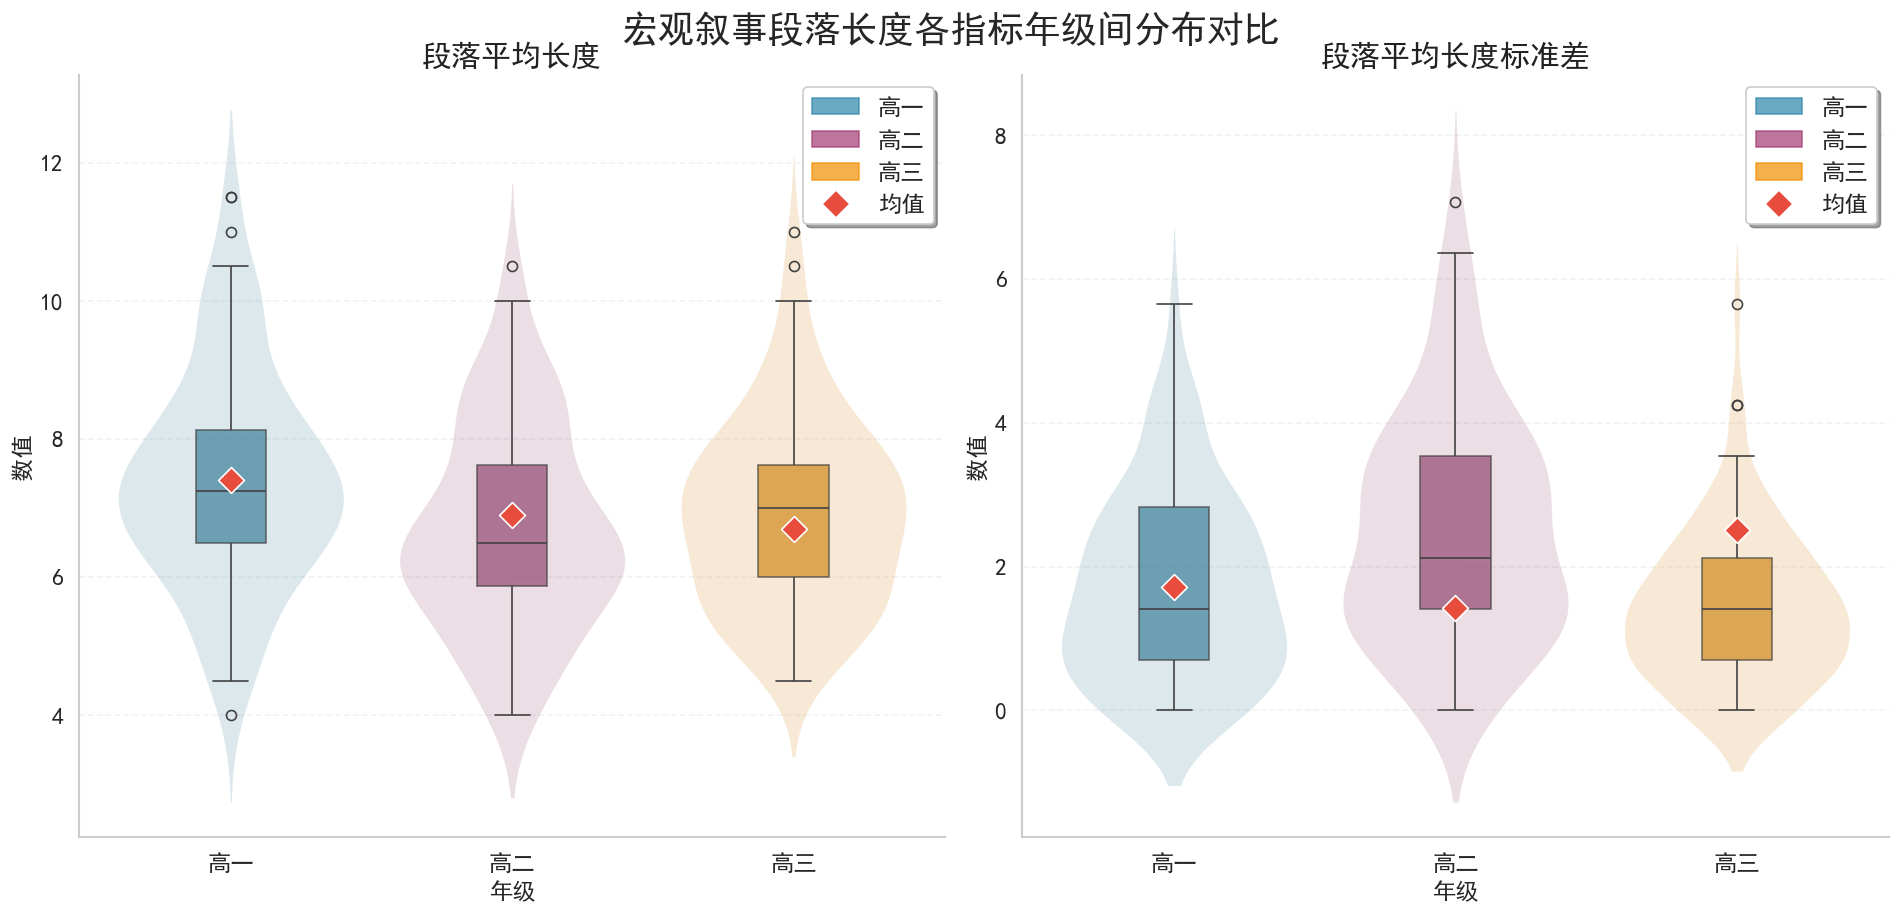 宏观叙事段落长度各指标年级间分布对比
段落平均长度
12
10
8
6
4
数值
高一
高二
高三
均值
高一
高二
高三
年级
段落平均长度标准差
8
6
4
2
0
数值
高一
高二
高三
均值
高一
高二
高三
年级